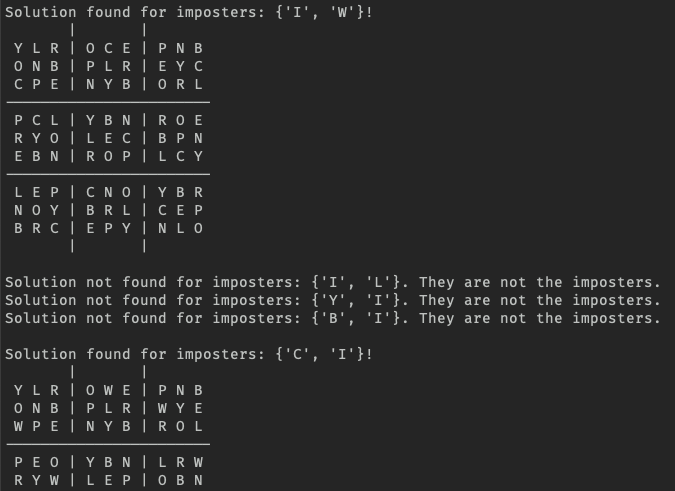 Solution found for imposters: {'I', 'W'}!
| |
Y L R | O C E | P N B
O N B | P L R | E Y C
C P E | N Y B | O R L
P C L | Y B N | R O E
R Y O | L E C | B P N
E B N | R O P | L C Y
L E P | C N O | Y B R
N O Y | B R L | C E P
B R C | E P Y | N L O
| |
Solution not found for imposters: {'I', 'L'}. They are not the imposters.
Solution not found for imposters: {'Y', 'I'}. They are not the imposters.
Solution not found for imposters: {'B', 'I'}. They are not the imposters.
Solution found for imposters: {'C', 'I'}!
| |
Y L R | O W E | P N B
O N B | P L R | W Y E
W P E | N Y B | R O L
P E O | Y B N | L R W
R Y W | L E P | O B N